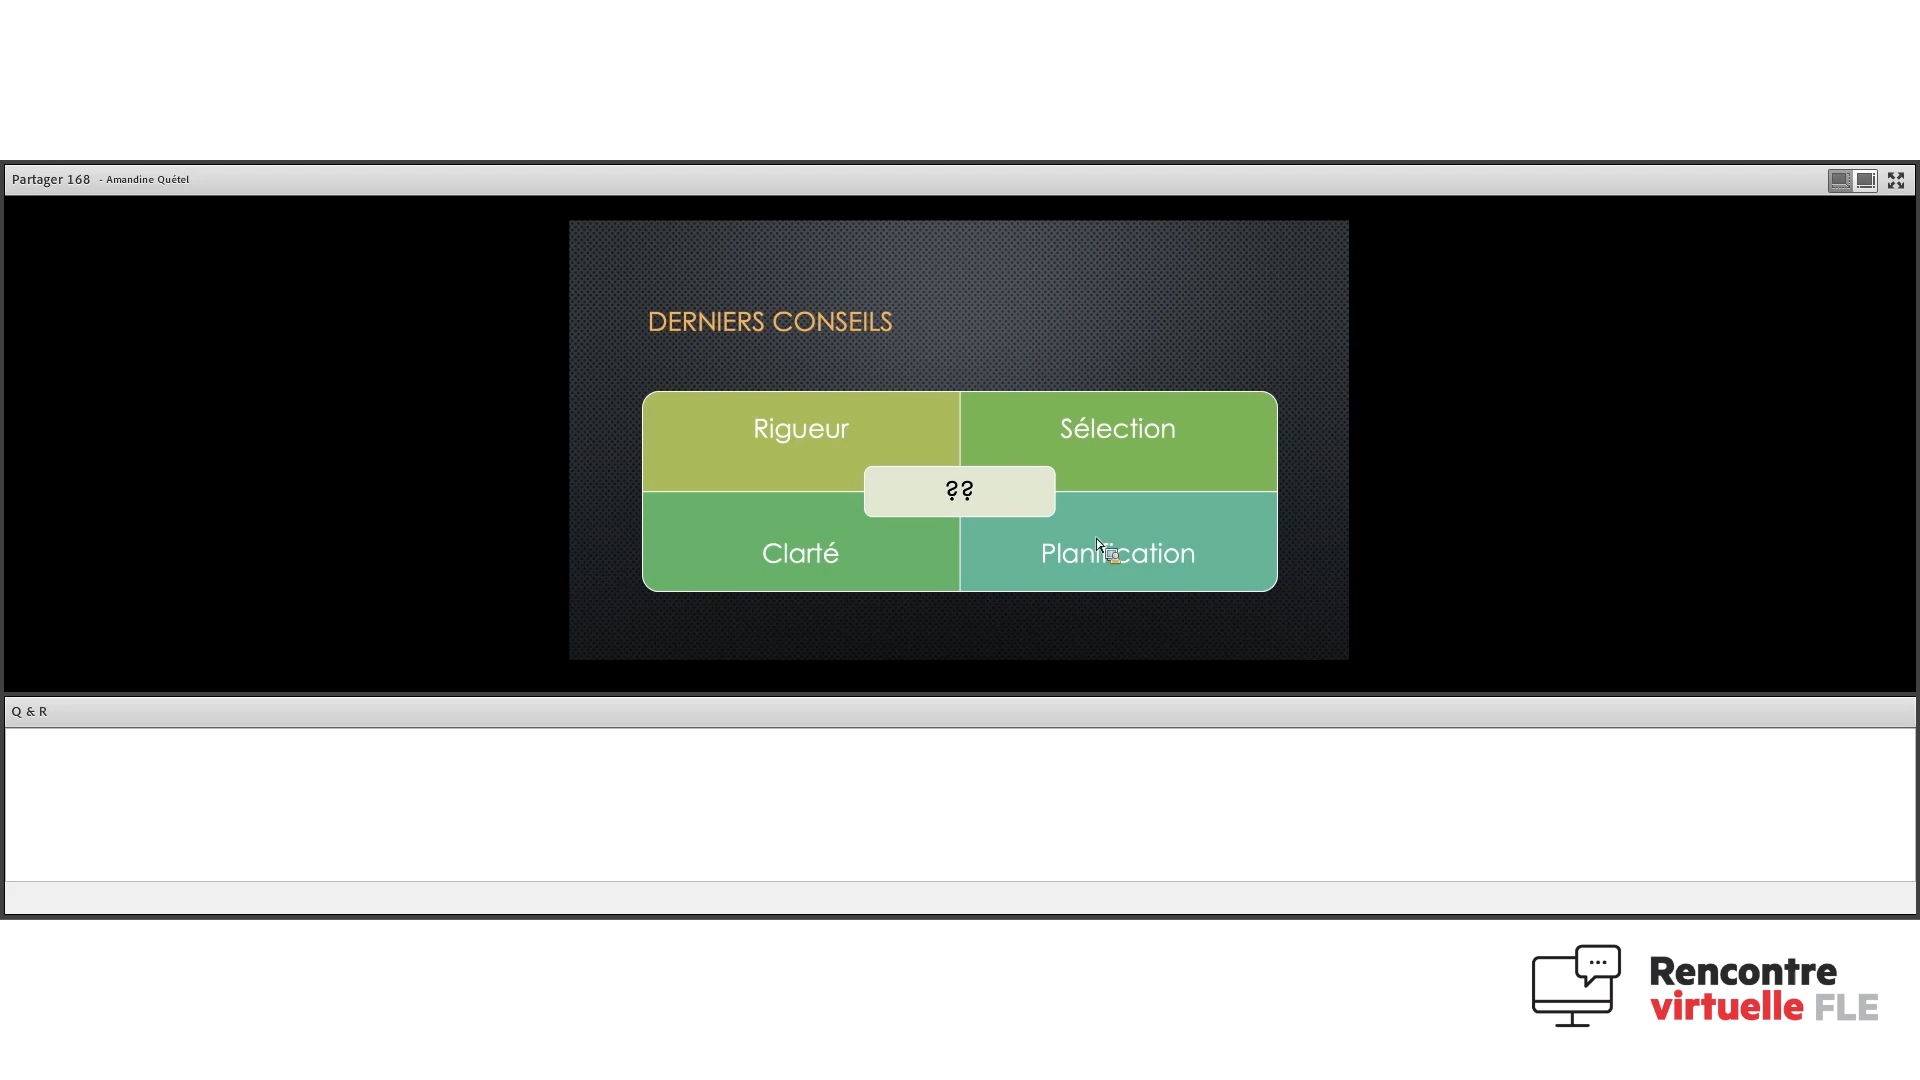 Partager 168 - Amandine Quétel
DERNIERS CONSEILS
Rigueur
Sélection
??
Clarté
Planification
Q & R
Rencontre
virtuelle FLE